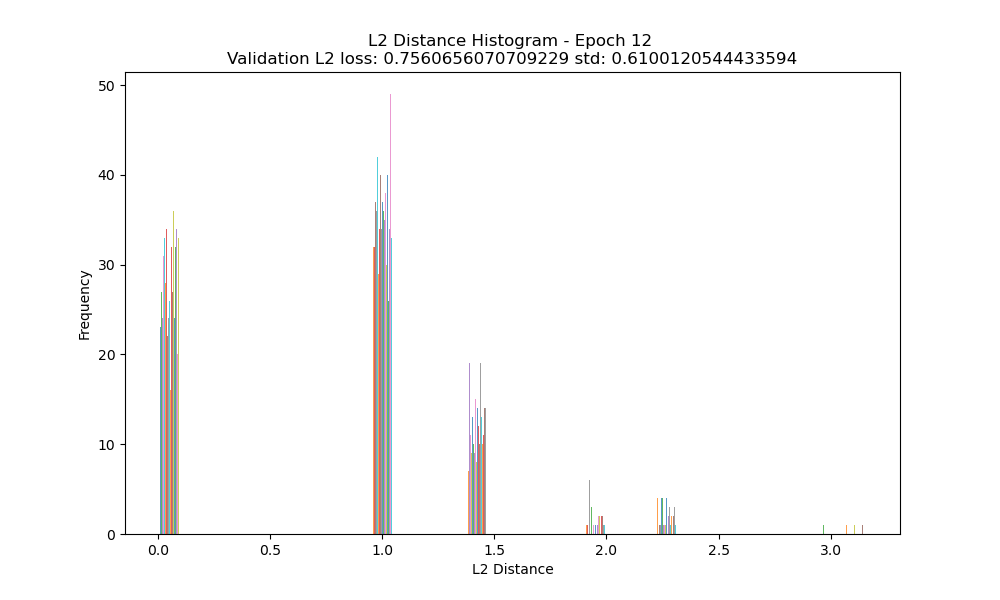 L2 Distance Histogram - Epoch 12
Validation L2 loss: 0.7560656070709229 std: 0.6100120544433594
50
40
30
20
10
0
Frequency
0.0 0.5 1.0 1.5 2.0 2.5 3.0
L2 Distance